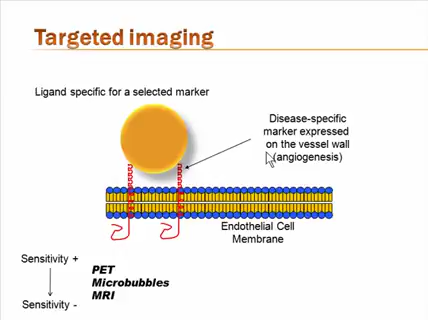 Targeted imaging
Ligand specific for a selected marker
Disease-specific
marker expressed
on the vessel wall
(angiogenesis)
Endothelial Cell
Membrane
Sensitivity +
PET
Microbubbles
MRI
Sensitivity -